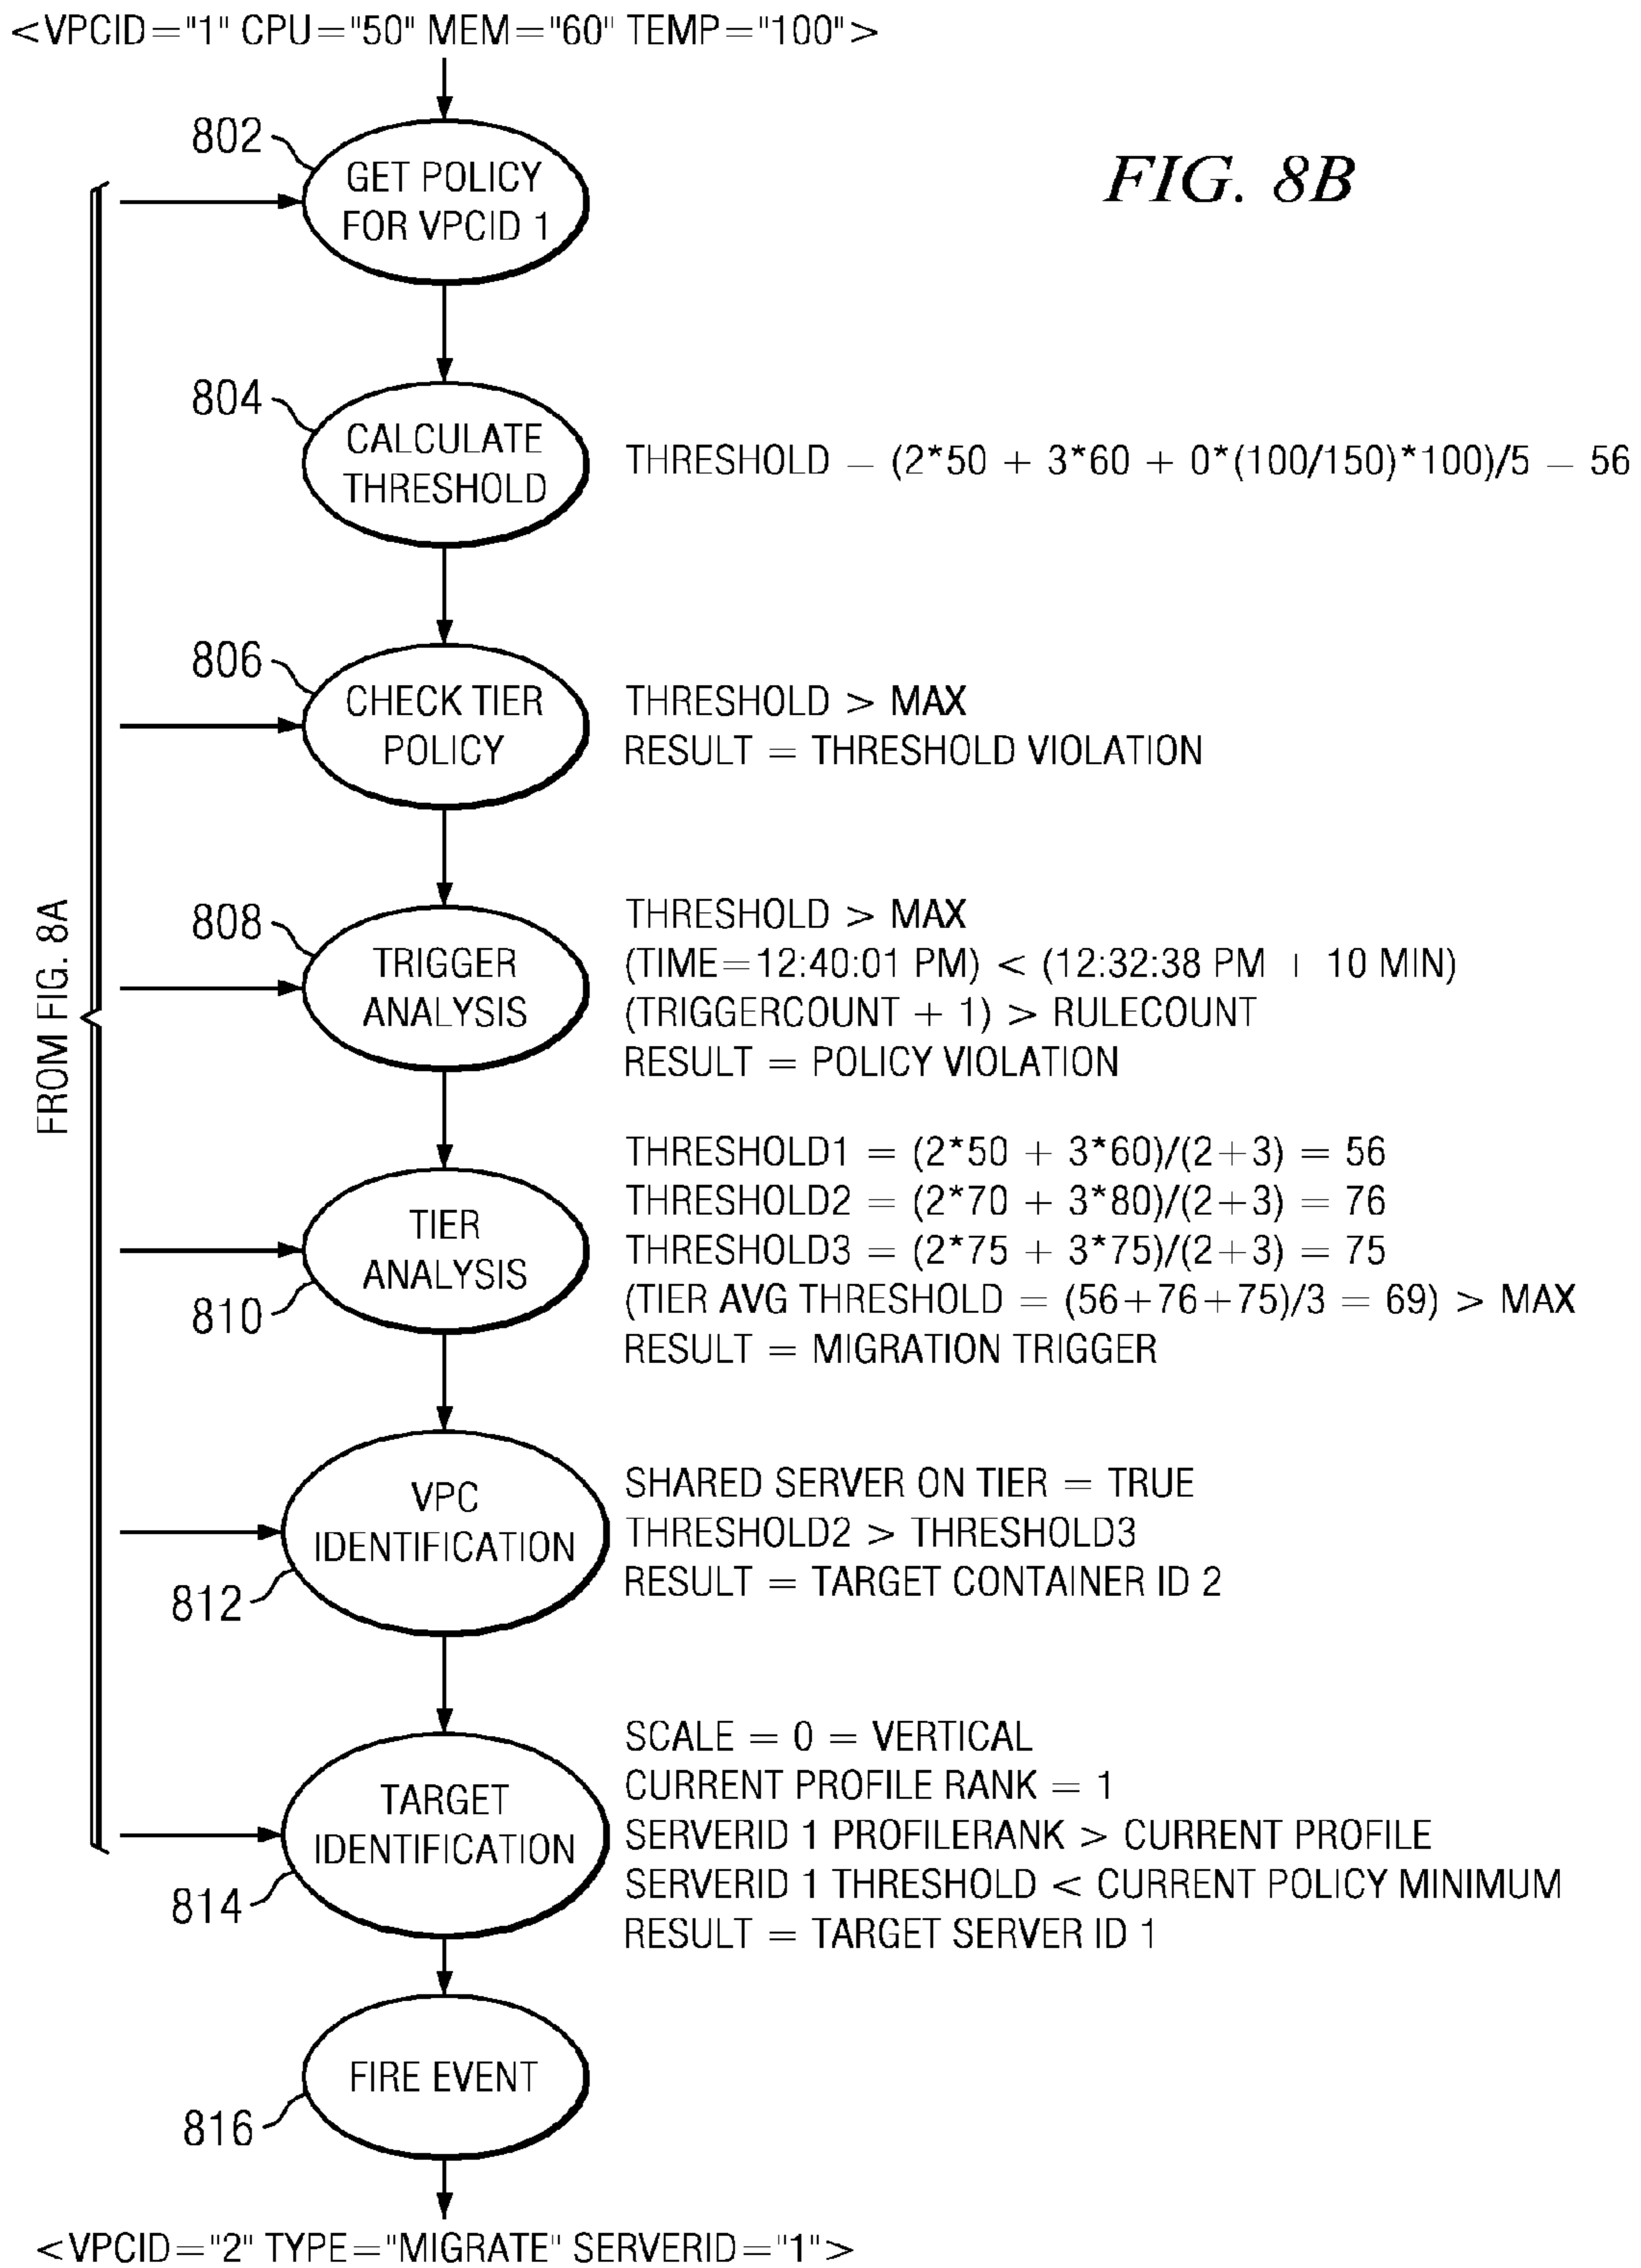 <VPCID="1" CPU="50" MEM="60" TEMP="100">
FIG. 8B
802
GET POLICY
FOR VPCID 1
804
CALCULATE
THRESHOLD
THRESHOLD – (2*50 + 3*60 + 0*(100/150)*100)/5 – 56
806
CHECK TIER
POLICY
THRESHOLD > MAX
RESULT = THRESHOLD VIOLATION
FROM FIG. 8A
808
TRIGGER
ANALYSIS
THRESHOLD > MAX
(TIME=12:40:01 PM) < (12:32:38 PM | 10 MIN)
(TRIGGERCOUNT + 1) > RULECOUNT
RESULT = POLICY VIOLATION
810
TIER
ANALYSIS
THRESHOLD1 = (2*50 + 3*60)/(2+3) = 56
THRESHOLD2 = (2*70 + 3*80)/(2+3) = 76
THRESHOLD3 = (2*75 + 3*75)/(2+3) = 75
(TIER AVG THRESHOLD = (56+76+75)/3 = 69) > MAX
RESULT = MIGRATION TRIGGER
812
VPC
IDENTIFICATION
SHARED SERVER ON TIER = TRUE
THRESHOLD2 > THRESHOLD3
RESULT = TARGET CONTAINER ID 2
814
TARGET
IDENTIFICATION
SCALE = 0 = VERTICAL
CURRENT PROFILE RANK = 1
SERVERID 1 PROFILERANK > CURRENT PROFILE
SERVERID 1 THRESHOLD < CURRENT POLICY MINIMUM
RESULT = TARGET SERVER ID 1
816
FIRE EVENT
<VPCID="2" TYPE="MIGRATE" SERVERID="1">